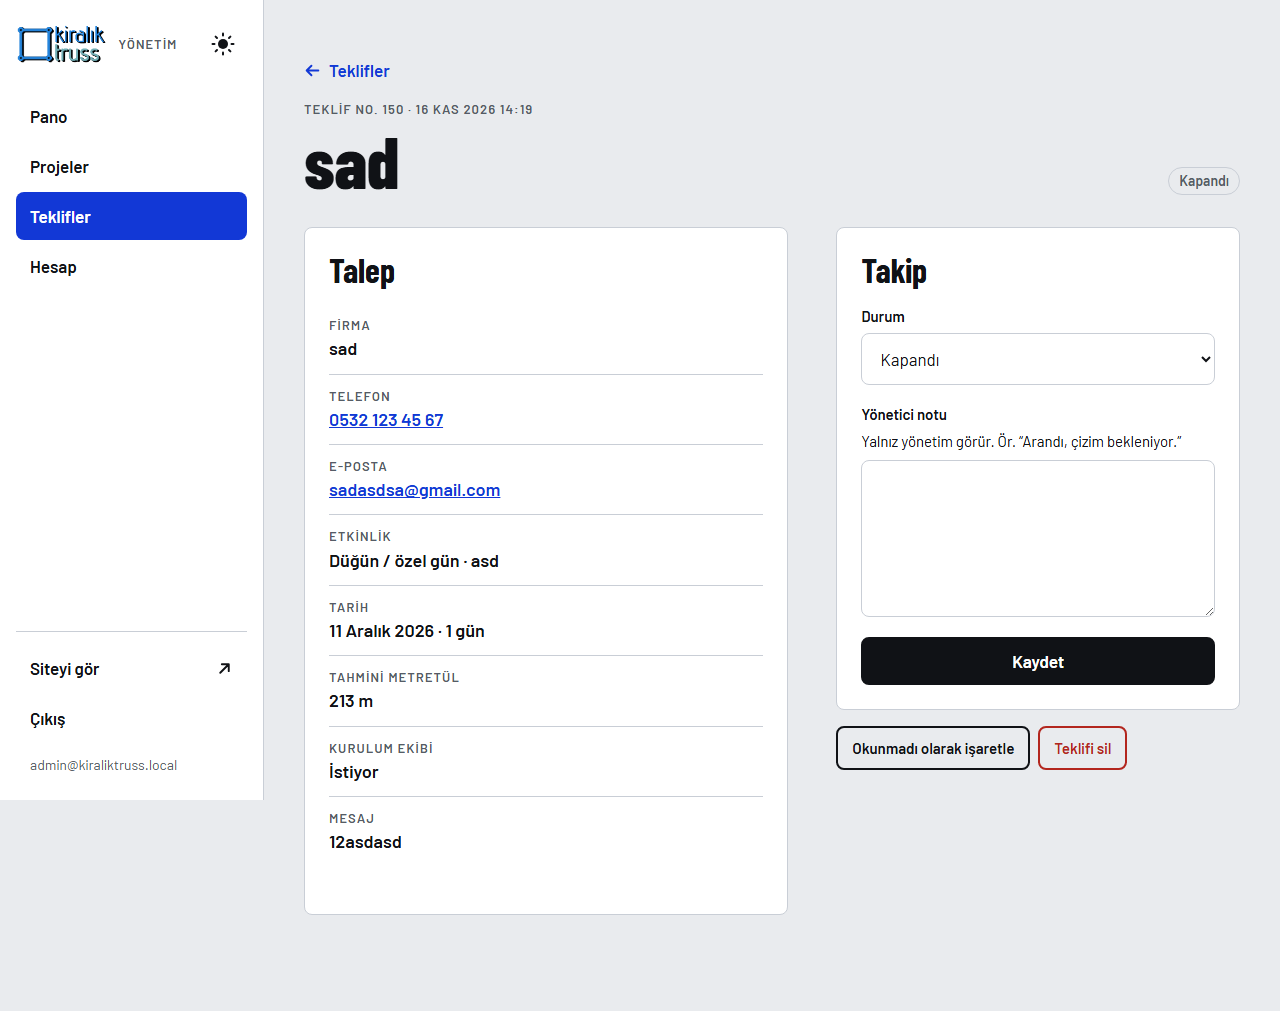 kiralık
truss
YÖNETİM
Pano
Projeler
Teklifler
Hesap
Siteyi gör
Çıkış
admin@kiraliktruss.local
Teklifler
TEKLİF NO. 150 · 16 KAS 2026 14:19
sad
Kapandı
Talep
FİRMA
sad
TELEFON
0532 123 45 67
E-POSTA
sadasdsa@gmail.com
ETKİNLİK
Düğün / özel gün · asd
TARİH
11 Aralık 2026 · 1 gün
TAHMİNİ METRETÜL
213 m
KURULUM EKİBİ
İstiyor
MESAJ
12asdasd
Takip
Durum
Kapandı
Yönetici notu
Yalnız yönetim görür. Ör. “Arandı, çizim bekleniyor.”
Kaydet
Okunmadı olarak işaretle
Teklifi sil